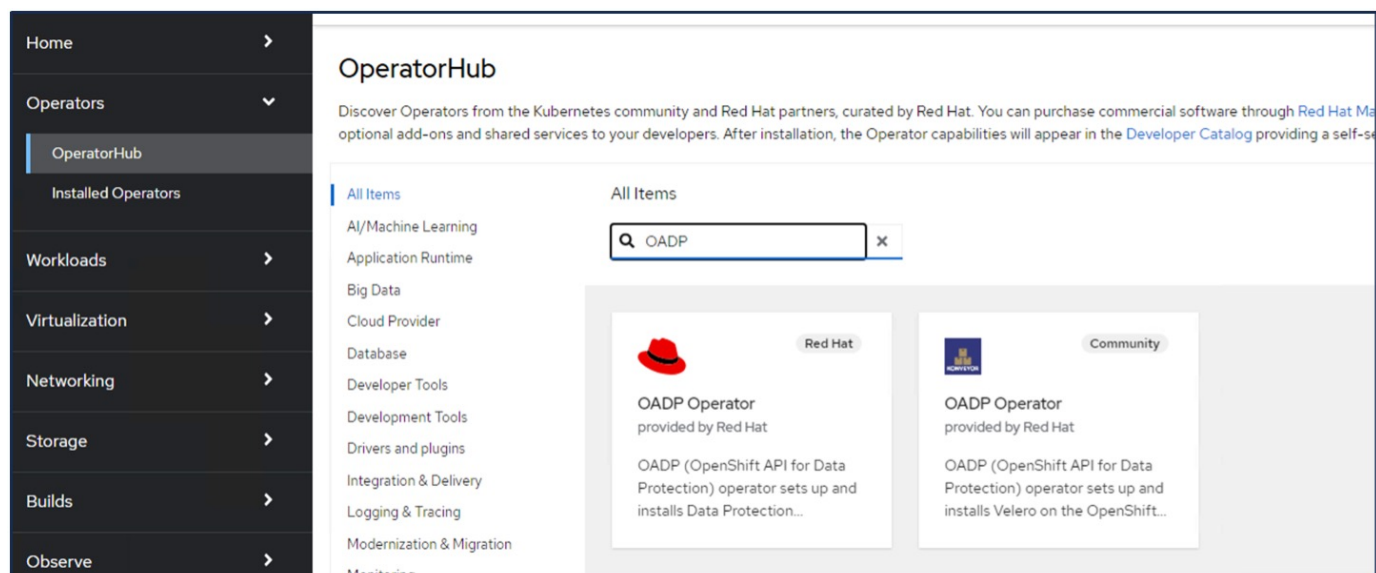 Home
Operators
OperatorHub
Installed Operators
Workloads
Virtualization
Networking
Storage
Builds
Observe
OperatorHub
Discover Operators from the Kubernetes community and Red Hat partners, curated by Red Hat. You can purchase commercial software through Red Hat Ma
optional add-ons and shared services to your developers. After installation, the Operator capabilities will appear in the Developer Catalog providing a self-se
All Items
AI/Machine Learning
Application Runtime
Big Data
Cloud Provider
Database
Developer Tools
Development Tools
Drivers and plugins
Integration & Delivery
Logging & Tracing
Modernization & Migration
Monitoring
All Items
OADP
Red Hat
OADP Operator
provided by Red Hat
OADP (OpenShift API for Data
Protection) operator sets up and
installs Data Protection...
KONVEYOR
Community
OADP Operator
provided by Red Hat
OADP (OpenShift API for Data
Protection) operator sets up and
installs Velero on the OpenShift...